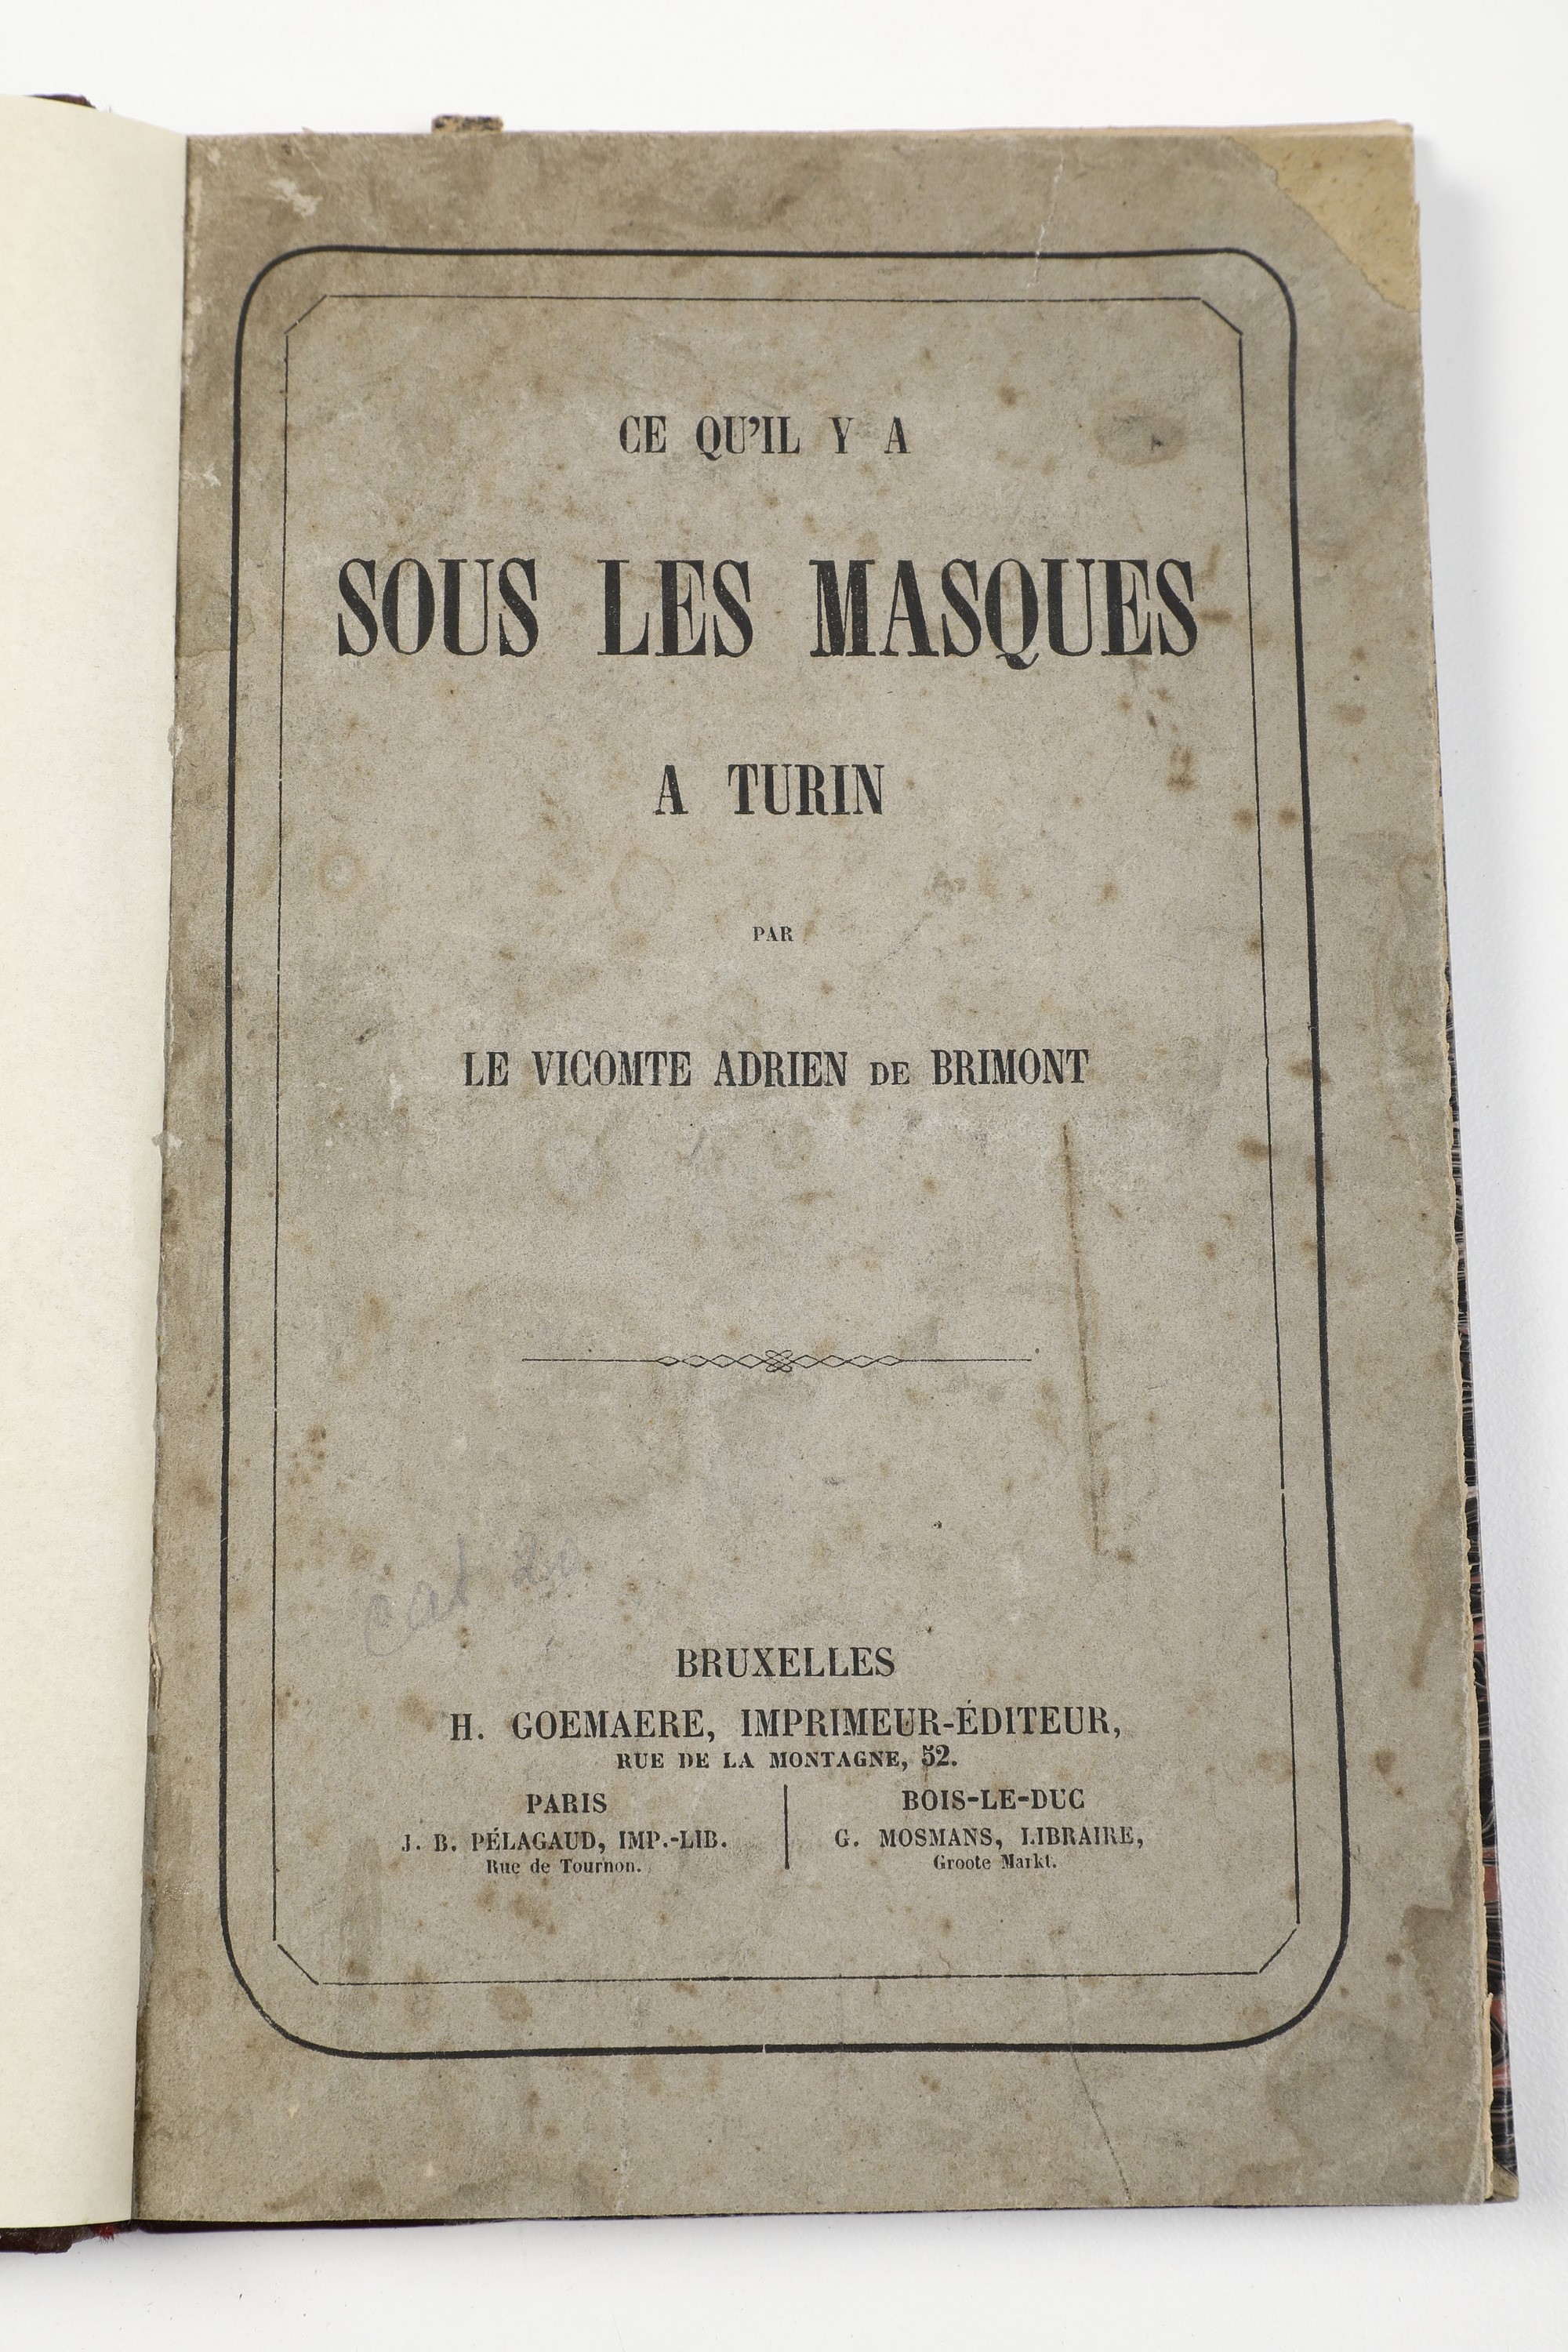 CE QU'IL Y A
SOUS LES MASQUES
A TURIN
PAR
LE VICOMTE ADRIEN DE BRIMONT
BRUXELLES
H. GOEMAERE, IMPRIMEUR-ÉDITEUR,
RUE DE LA MONTAGNE, 52.
PARIS
J. B. PÉLAGAUD, IMP.-LIB.
Rue de Tournon.
BOIS-LE-DUC
G. MOSMANS, LIBRAIRE,
Groote Markt.